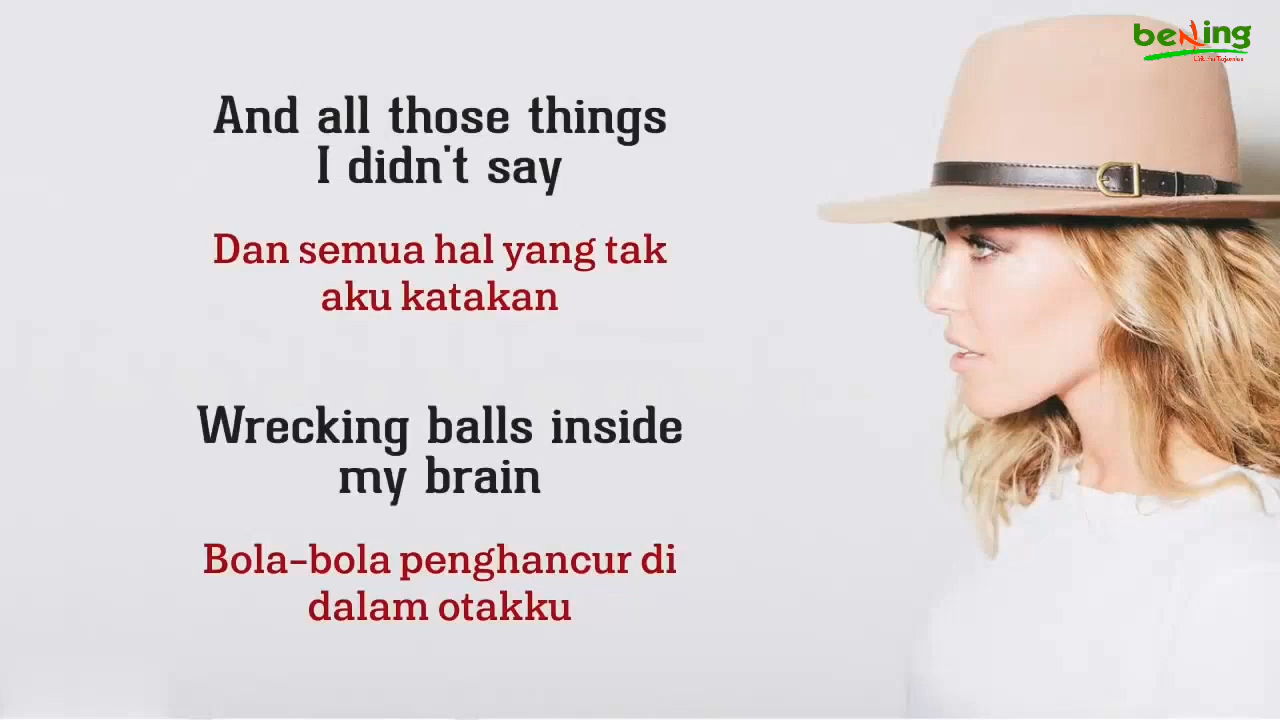 bening
And all those things
I didn't say
Dan semua hal yang tak
aku katakan
Wrecking balls inside
my brain
Bola-bola penghancur di
dalam otakku